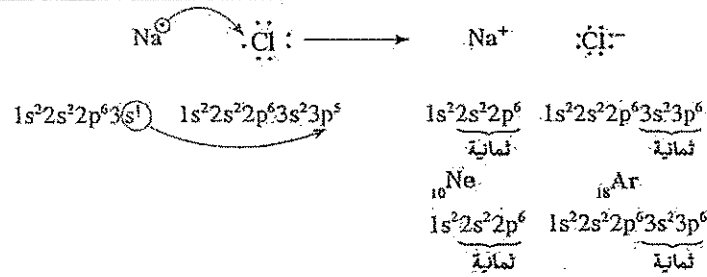 Na Cl Na⁺ Cl⁻
1s²2s²2p⁶3s¹ 1s²2s²2p⁶3s²3p⁵ 1s²2s²2p⁶ 1s²2s²2p⁶3s²3p⁶
ثمانية ثمانية
₁₀Ne ₁₈Ar
1s²2s²2p⁶ 1s²2s²2p⁶3s²3p⁶
ثمانية ثمانية